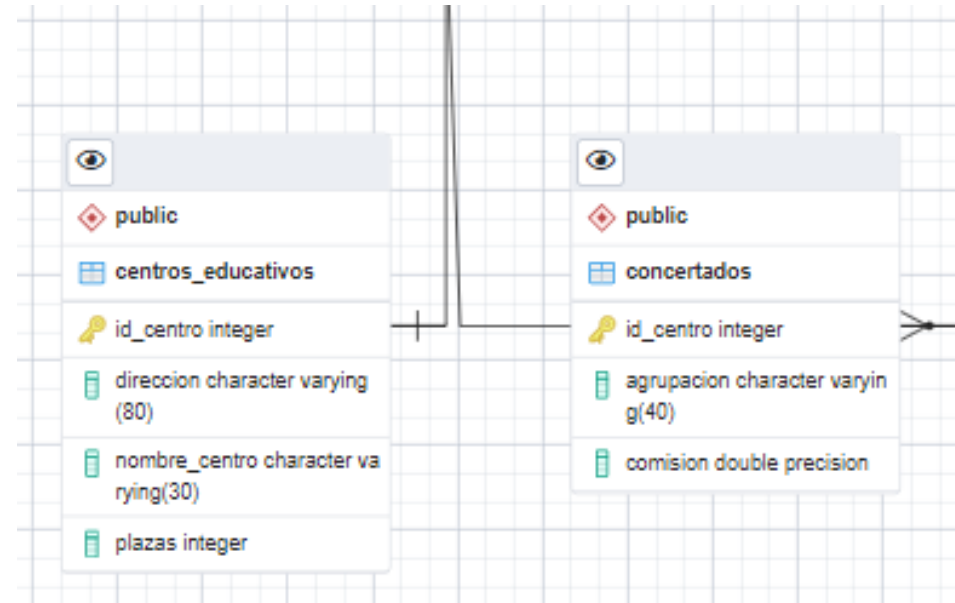 public
centros_educativos
id_centro integer
direccion character varying
(80)
nombre_centro character va
rying(30)
plazas integer
public
concertados
id_centro integer
agrupacion character varyin
g(40)
comision double precision